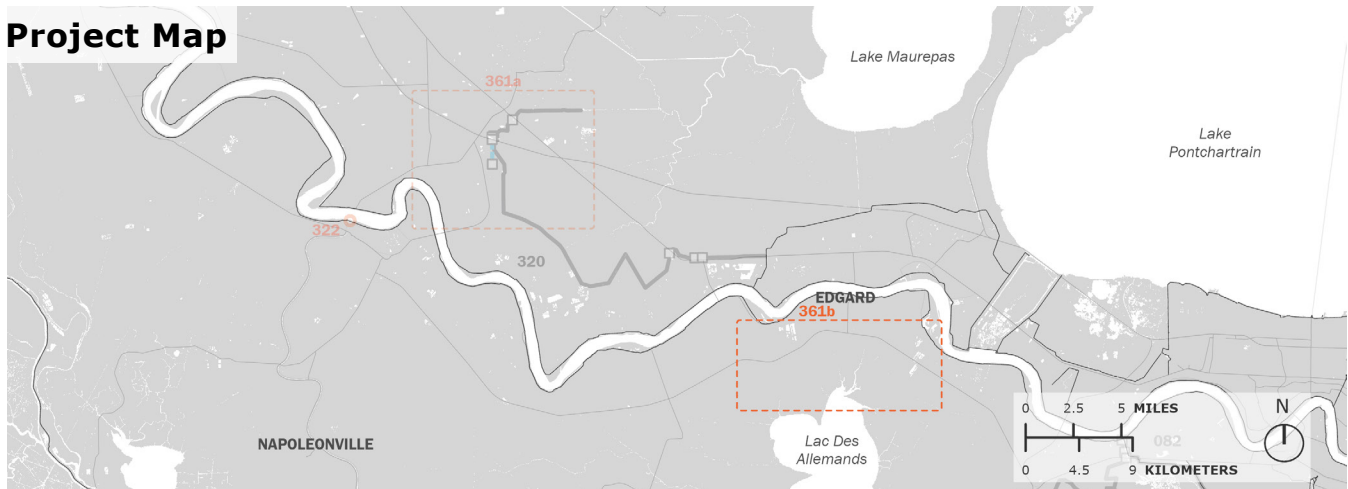 Project Map
Lake Maurepas
361a
Lake
Pontchartrain
322
320
EDGARD
361b
NAPOLEONVILLE
Lac Des
Allemands
0 2.5 5 MILES
N
082
0 4.5 9 KILOMETERS